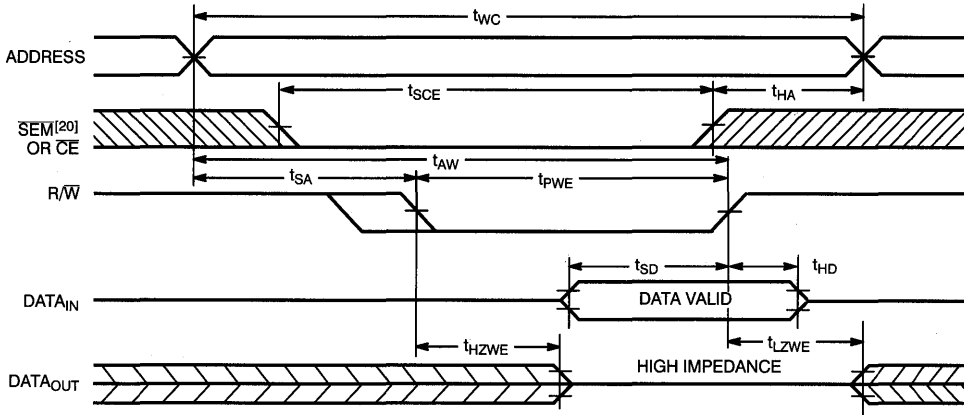 tWC
ADDRESS
tSCE
tHA
SEM[20]
OR CE
tAW
tSA
tPWE
R/W
tSD
tHD
DATAIN
DATA VALID
tHZWE
tLZWE
HIGH IMPEDANCE
DATAOUT